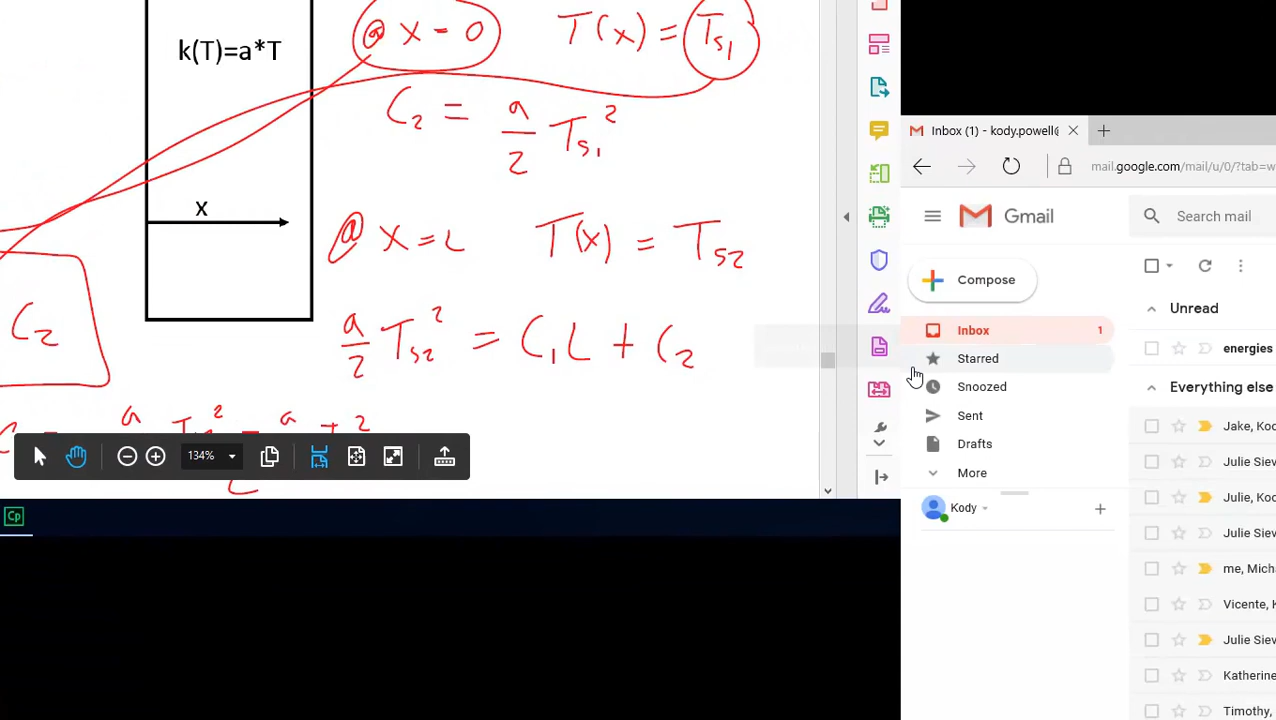 @ x = 0 T(x) = Ts1
k(T)=a*T
C2 = a/2 Ts1²
x
@ x = L T(x) = Ts2
C2
a/2 Ts2² = C1L + C2
134%
Cp
Inbox (1) - kody.powell@
mail.google.com/mail/u/0/?tab=w
Gmail
Search mail
Compose
Unread
Inbox 1
energies
Starred
Everything else
Snoozed
Sent
Jake, Koc
Drafts
Julie Siev
More
Julie, Koc
Kody
Julie Siev
me, Micha
Vicente, K
Julie Siev
Katherine
Timothy,